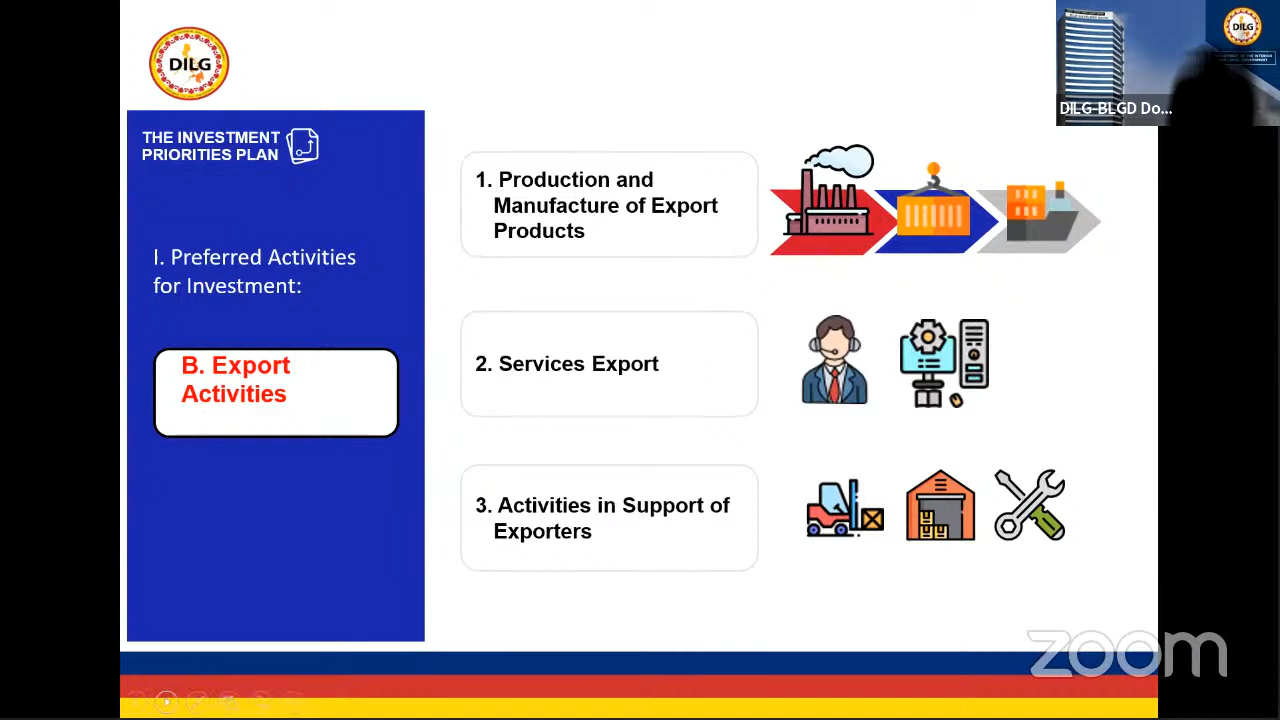 DILG
THE INVESTMENT
PRIORITIES PLAN
I. Preferred Activities
for Investment:
B. Export
Activities
1. Production and
Manufacture of Export
Products
2. Services Export
3. Activities in Support of
Exporters
DILG
DILG-BLGD Do...
zoom